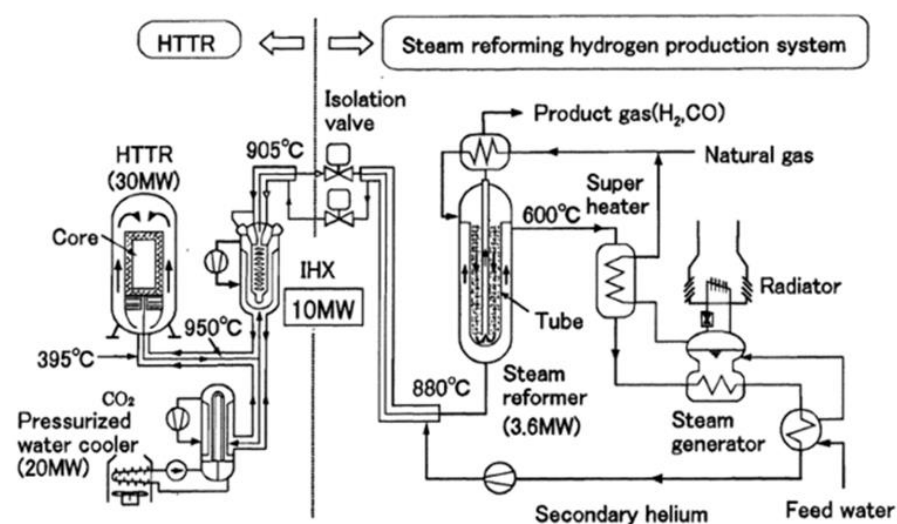 HTTR
Steam reforming hydrogen production system
Isolation
valve
Product gas(H₂,CO)
HTTR
(30MW)
905℃
Natural gas
Super
heater
600℃
Core
IHX
10MW
Radiator
Tube
950℃
395℃
880℃
Steam
reformer
(3.6MW)
Steam
generator
CO₂
Pressurized
water cooler
(20MW)
Secondary helium
Feed water